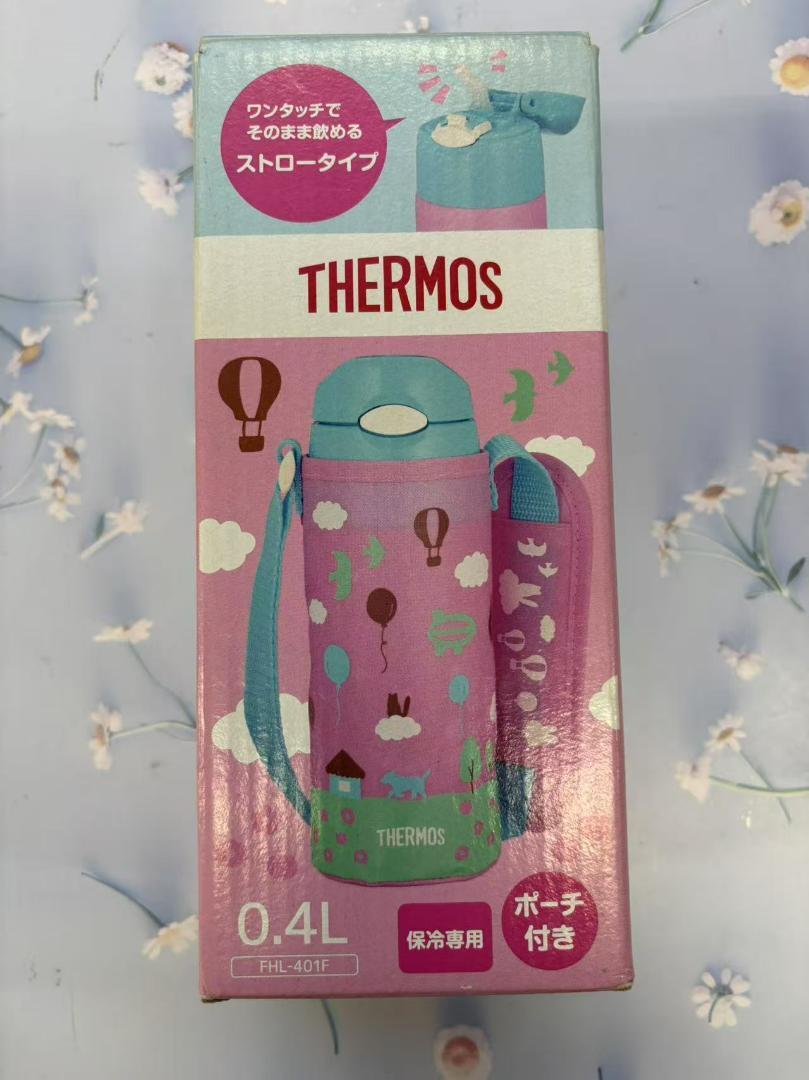 ワンタッチで
そのまま飲める
ストロータイプ
THERMOS
THERMOS
0.4L
FHL-401F
保冷専用
ポーチ
付き